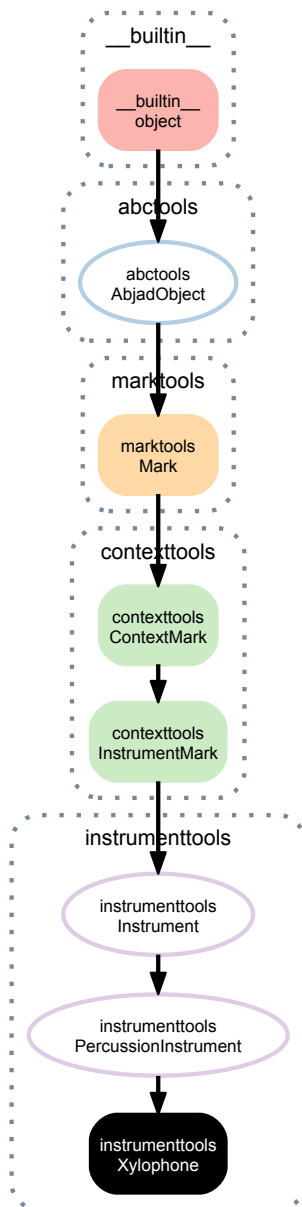 __builtin__
__builtin__
object
abctools
abctools
AbjadObject
marktools
marktools
Mark
contexttools
contexttools
ContextMark
contexttools
InstrumentMark
instrumenttools
instrumenttools
Instrument
instrumenttools
PercussionInstrument
instrumenttools
Xylophone